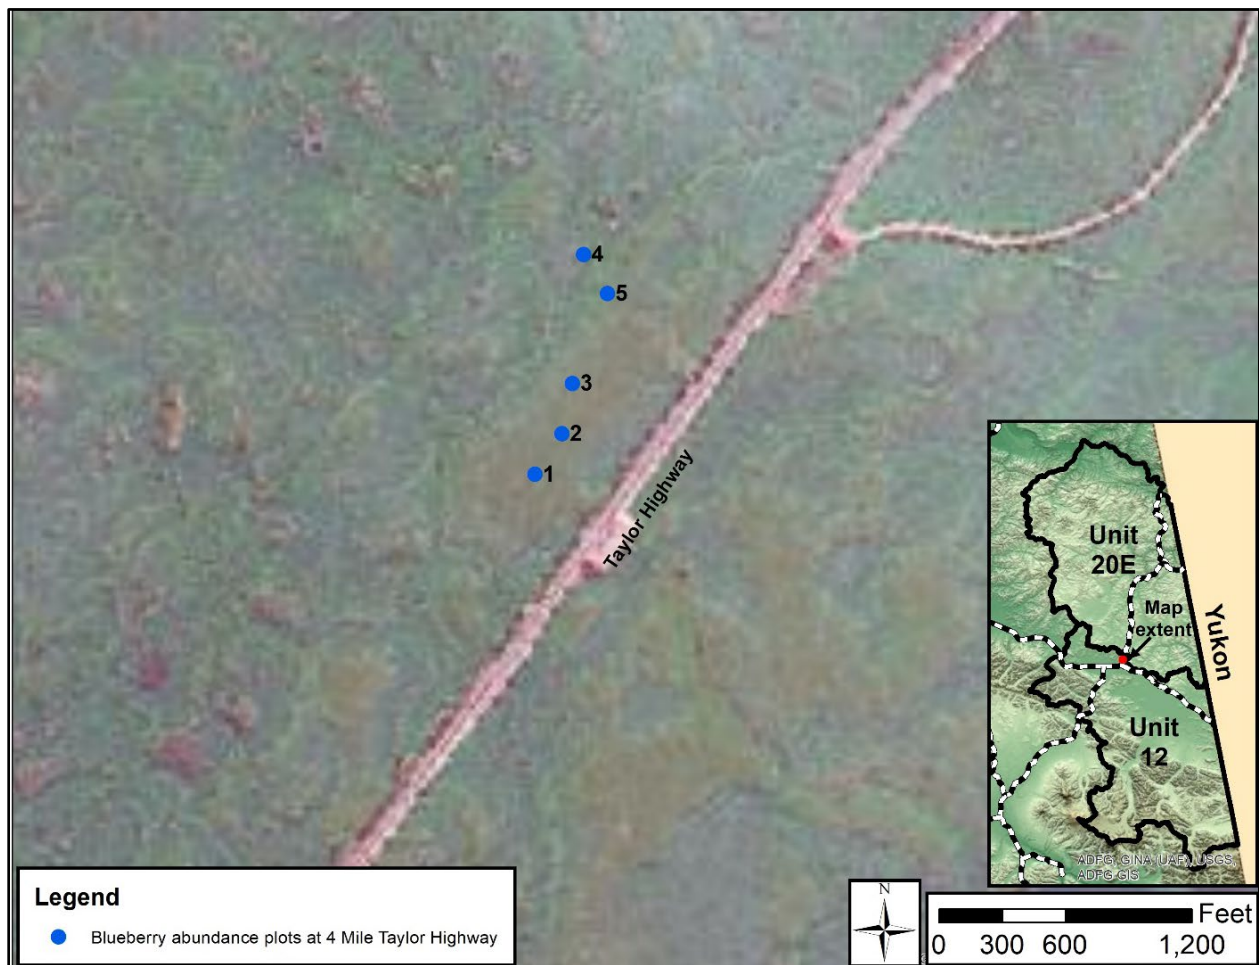 4
5
3
2
1
Taylor Highway
Unit
20E
Map
extent
Yukon
Unit
12
ADFG, GINA, UAF, USGS,
ADFG GIS
Legend
Blueberry abundance plots at 4 Mile Taylor Highway
N
Feet
0 300 600 1,200